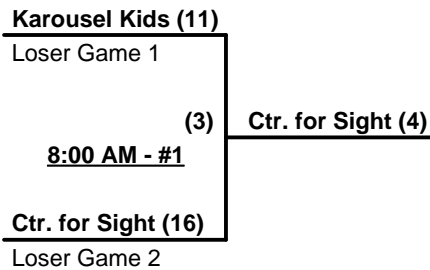 Karousel Kids (11)
Loser Game 1
(3)
Ctr. for Sight (4)
8:00 AM - #1
Ctr. for Sight (16)
Loser Game 2